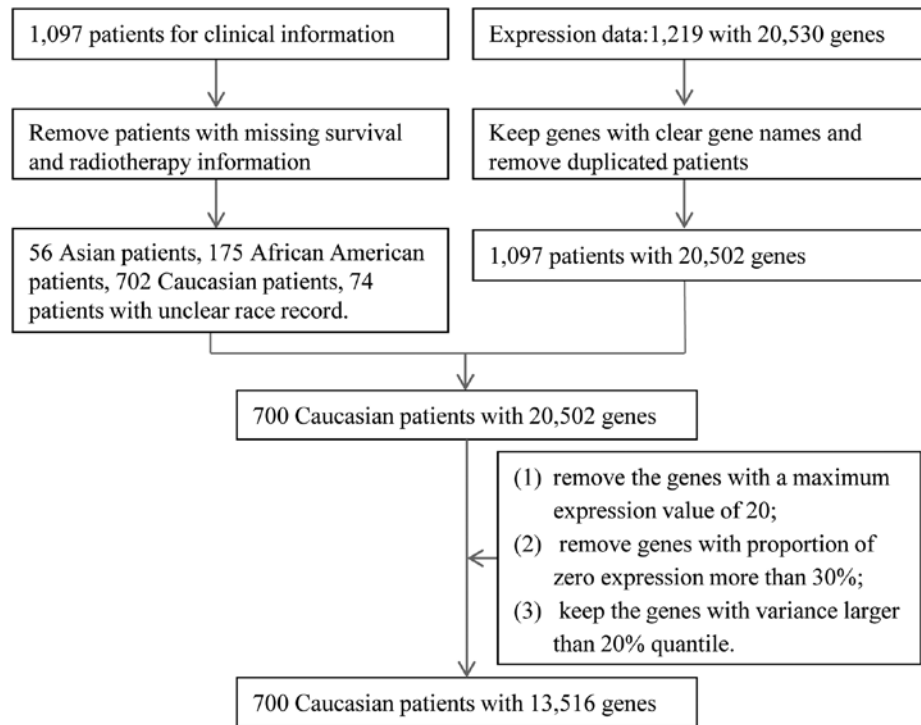 1,097 patients for clinical information
Expression data:1,219 with 20,530 genes
Remove patients with missing survival
and radiotherapy information
Keep genes with clear gene names and
remove duplicated patients
56 Asian patients, 175 African American
patients, 702 Caucasian patients, 74
patients with unclear race record.
1,097 patients with 20,502 genes
700 Caucasian patients with 20,502 genes
(1) remove the genes with a maximum
expression value of 20;
(2) remove genes with proportion of
zero expression more than 30%;
(3) keep the genes with variance larger
than 20% quantile.
700 Caucasian patients with 13,516 genes